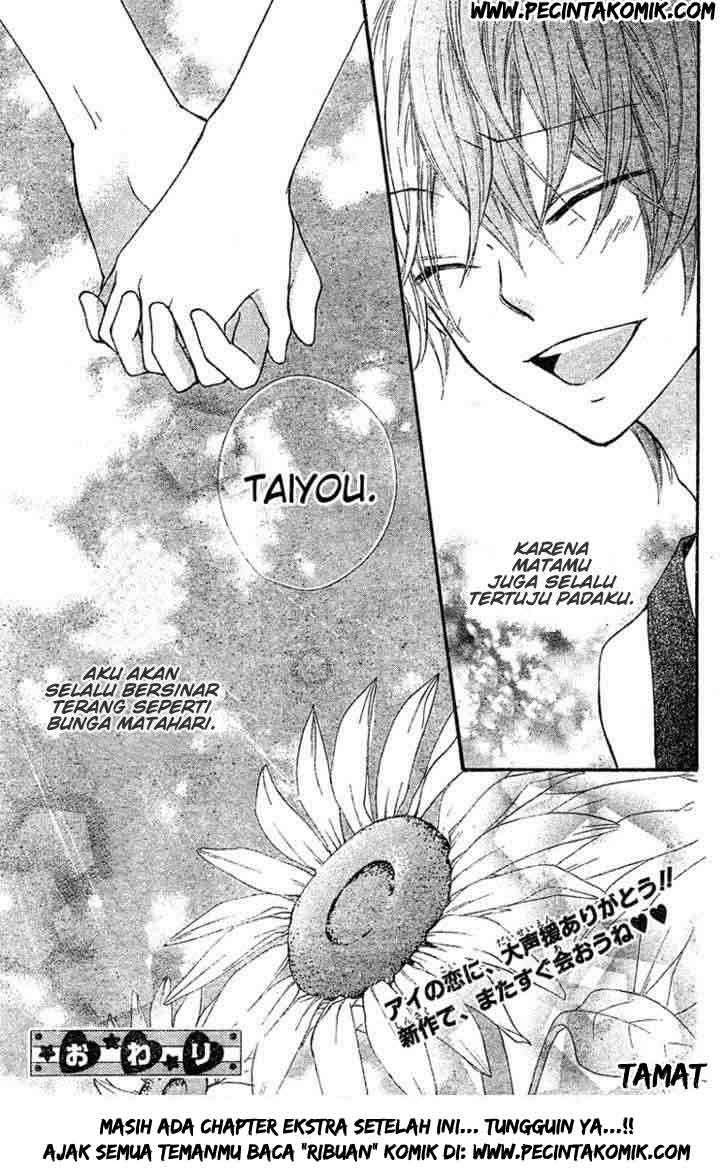 WWW.PECINTAKOMIK.COM
KARENA
MATAMU
JUGA SELALU
TERTUJU PADAKU.
TAIYOU.
AKU AKAN
SELALU BERSINAR
TERANG SEPERTI
BUNGA MATAHARI.
アイの恋に、大声援ありがとう!!
新作で、またすぐ会おうね♥♥
おわり
TAMAT
MASIH ADA CHAPTER EKSTRA SETELAH INI... TUNGGUIN YA...!!
AJAK SEMUA TEMANMU BACA "RIBUAN" KOMIK DI: WWW.PECINTAKOMIK.COM